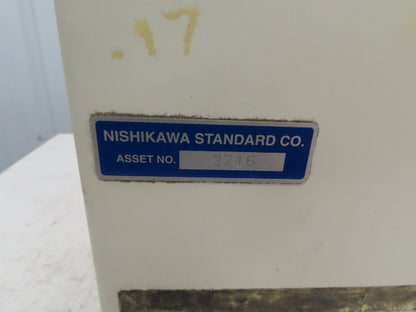 .17
NISHIKAWA STANDARD CO.
ASSET NO. 3716